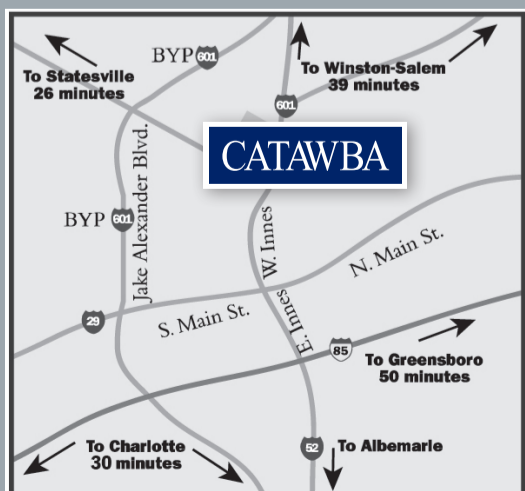 BYP 601
To Statesville
26 minutes
To Winston-Salem
39 minutes
601
CATAWBA
Jake Alexander Blvd.
BYP 601
W. Innes
N. Main St.
29
S. Main St.
E. Innes
85
To Greensboro
50 minutes
To Charlotte
30 minutes
52
To Albemarle